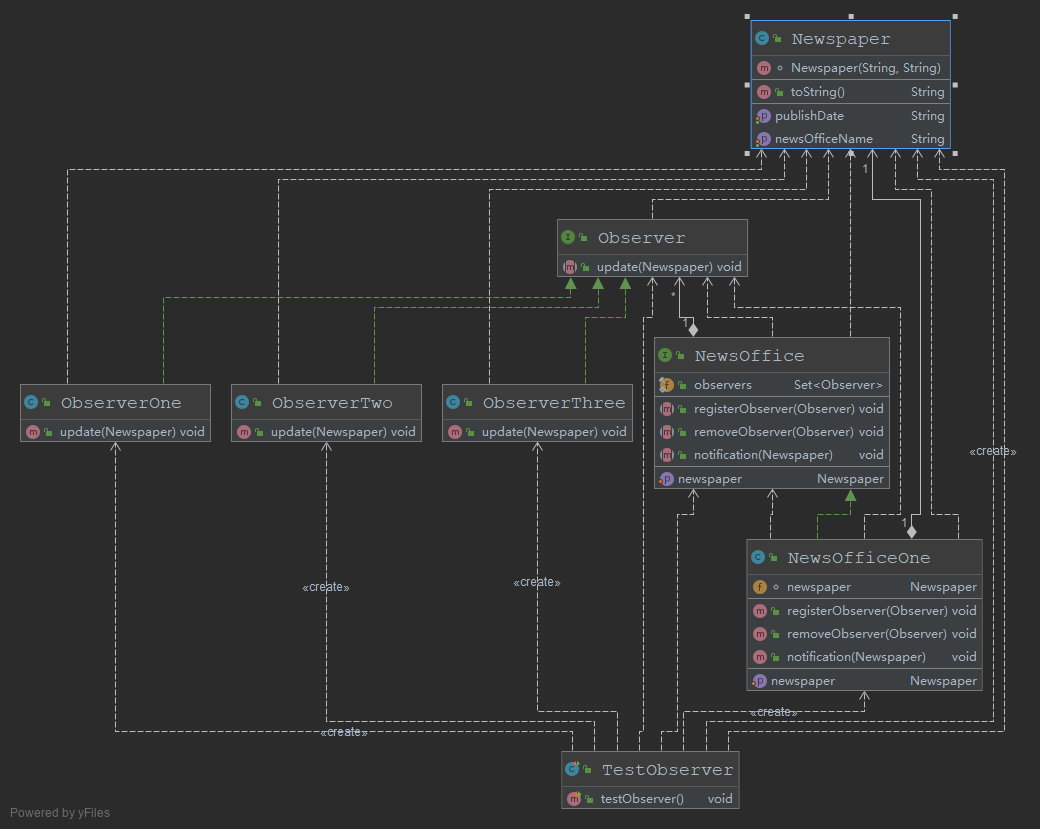 Newspaper
Newspaper(String, String)
toString() String
publishDate String
newsOfficeName String
1
Observer
update(Newspaper) void
*
1
NewsOffice
observers Set<Observer>
registerObserver(Observer) void
removeObserver(Observer) void
notification(Newspaper) void
newspaper Newspaper
ObserverOne
update(Newspaper) void
ObserverTwo
update(Newspaper) void
ObserverThree
update(Newspaper) void
«create»
1
NewsOfficeOne
newspaper Newspaper
registerObserver(Observer) void
removeObserver(Observer) void
notification(Newspaper) void
newspaper Newspaper
«create»
«create»
«create»
«create»
TestObserver
testObserver() void
Powered by yFiles